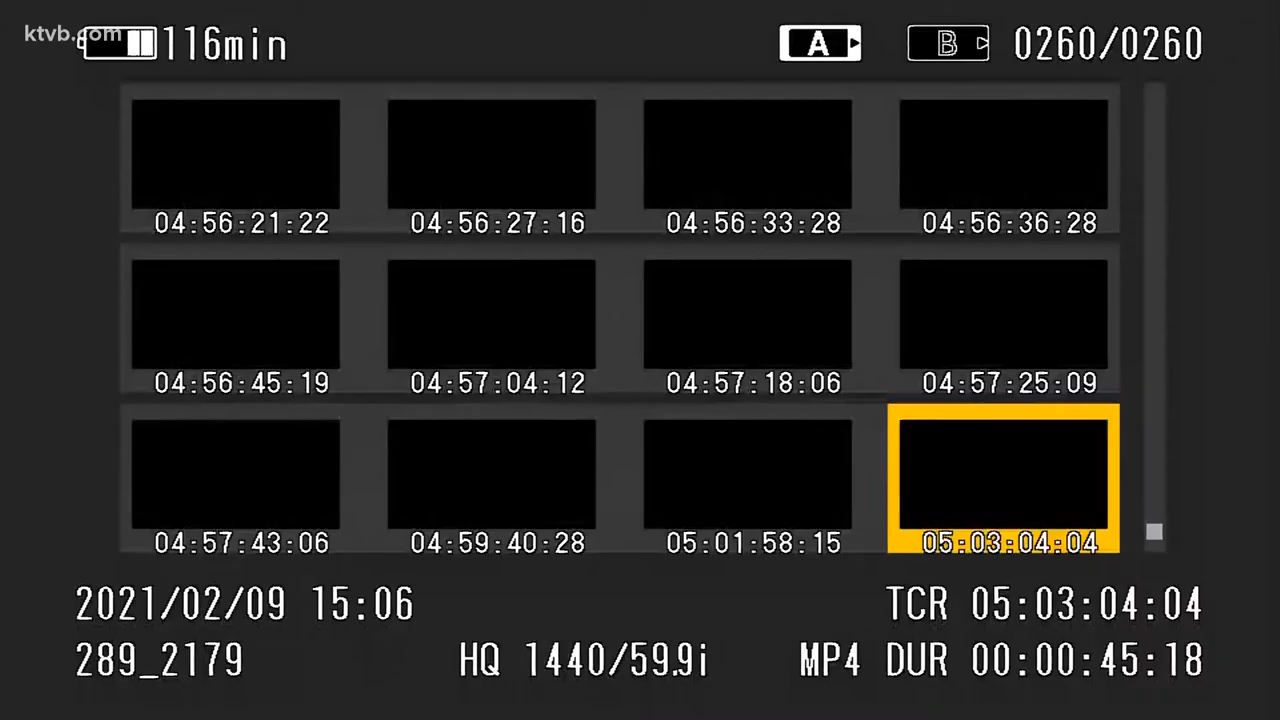 ktvb.com
116min A B 0260/0260
04:56:21:22 04:56:27:16 04:56:33:28 04:56:36:28
04:56:45:19 04:57:04:12 04:57:18:06 04:57:25:09
04:57:43:06 04:59:40:28 05:01:58:15 05:03:04:04
2021/02/09 15:06 TCR 05:03:04:04
289_2179 HQ 1440/59.9i MP4 DUR 00:00:45:18